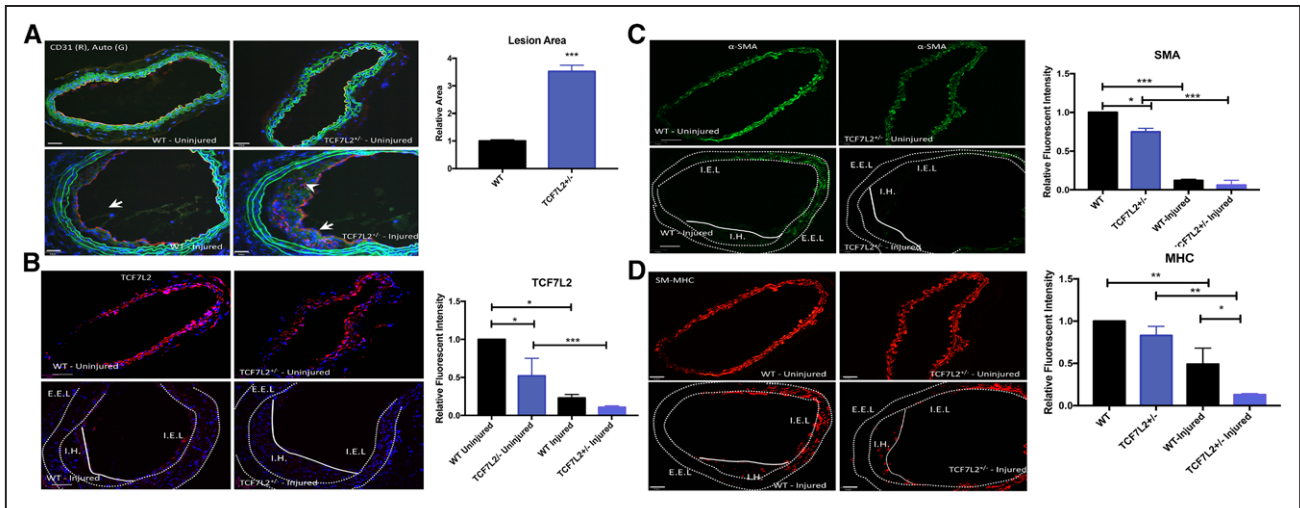 A
CD31 (R), Auto (G)
WT - Uninjured
TCF7L2+/- - Uninjured
WT - Injured
TCF7L2+/- - Injured
Lesion Area
***
Relative Area
4
3
2
1
0
WT
TCF7L2+/-
B
TCF7L2
WT - Uninjured
TCF7L2+/- - Uninjured
E.E.L
I.E.L
I.H.
WT - Injured
E.E.L
I.H.
I.E.L
TCF7L2+/- - Injured
TCF7L2
Relative Fluorescent Intensity
1.5
1.0
0.5
0.0
*
*
***
WT Uninjured
TCF7L2/- Uninjured
WT Injured
TCF7L2+/- Injured
C
α-SMA
α-SMA
WT - Uninjured
TCF7L2+/- - Uninjured
I.E.L
I.H.
E.E.L
WT - Injured
E.E.L
I.E.L
I.H.
TCF7L2+/- - Injured
SMA
Relative Fluorescent Intensity
1.5
1.0
0.5
0.0
***
*
***
WT
TCF7L2+/-
WT-Injured
TCF7L2+/- Injured
D
SM-MHC
WT - Uninjured
TCF7L2+/- - Uninjured
I.E.L
E.E.L
I.H.
WT - Injured
E.E.L
I.E.L
I.H.
TCF7L2+/- - Injured
MHC
Relative Fluorescent Intensity
1.5
1.0
0.5
0.0
**
**
*
WT
TCF7L2+/-
WT-Injured
TCF7L2+/- Injured